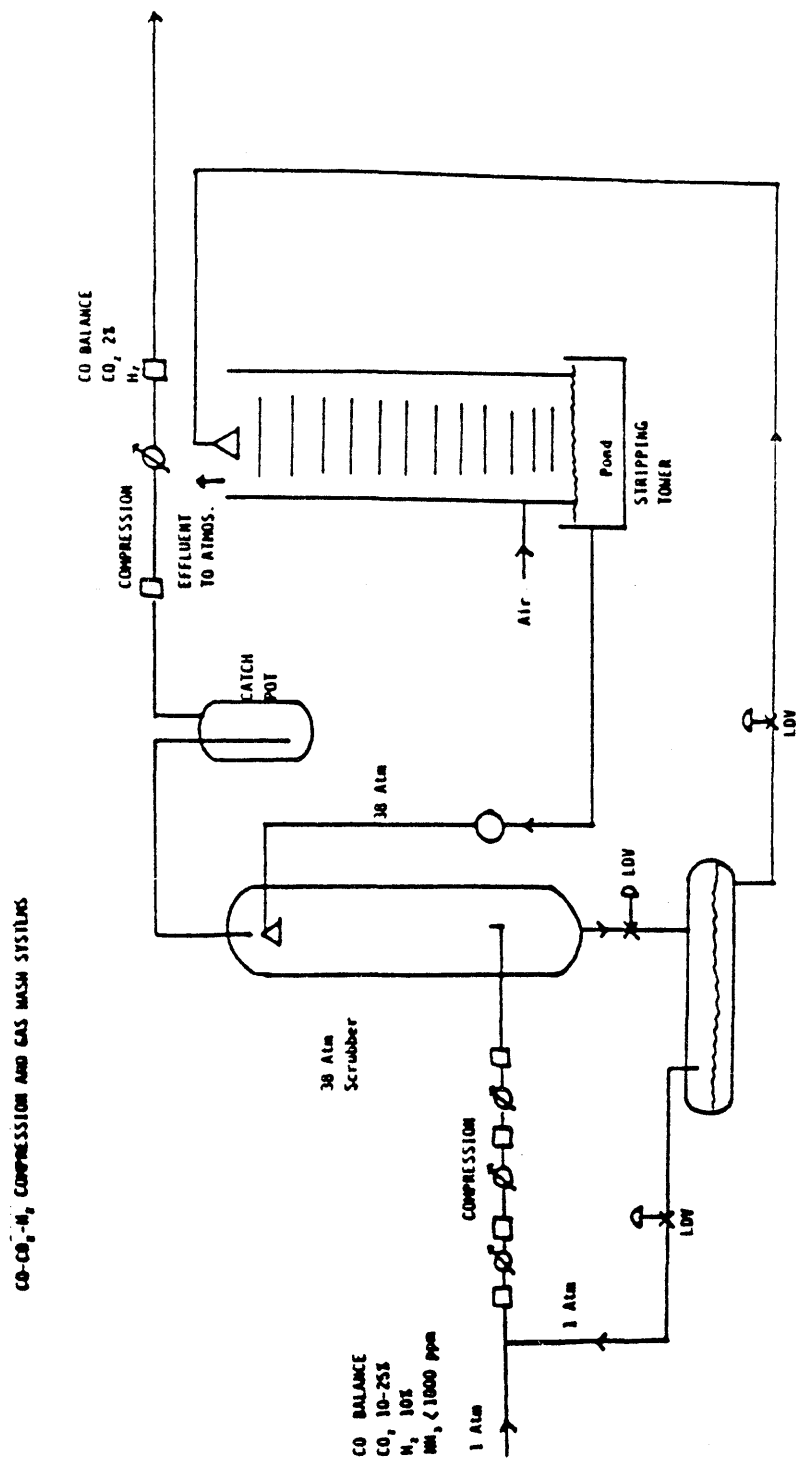 CO-CO₂-H₂ COMPRESSION AND GAS WASH SYSTEMS
CO BALANCE
CO₂ 10-25%
H₂ 10%
NH₃ <1000 ppm
1 Atm
1 Atm
LDV
COMPRESSION
38 Atm
Scrubber
LDV
38 Atm
CATCH
POT
COMPRESSION
EFFLUENT
TO ATMOS.
CO BALANCE
CO₂ 2%
H₂
Air
Pond
STRIPPING
TOWER
LDV